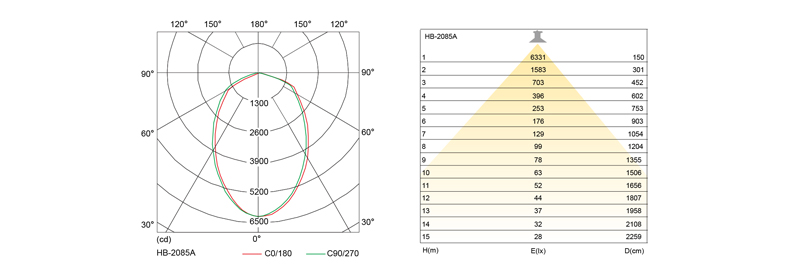 120° 150° 180° 150° 120°
90° 90°
1300
60° 2600 60°
3900
5200
30° 6500 30°
(cd) 0°
HB-2085A C0/180 C90/270
HB-2085A
1 6331 150
2 1583 301
3 703 452
4 396 602
5 253 753
6 176 903
7 129 1054
8 99 1204
9 78 1355
10 63 1506
11 52 1656
12 44 1807
13 37 1958
14 32 2108
15 28 2259
H(m) E(lx) D(cm)